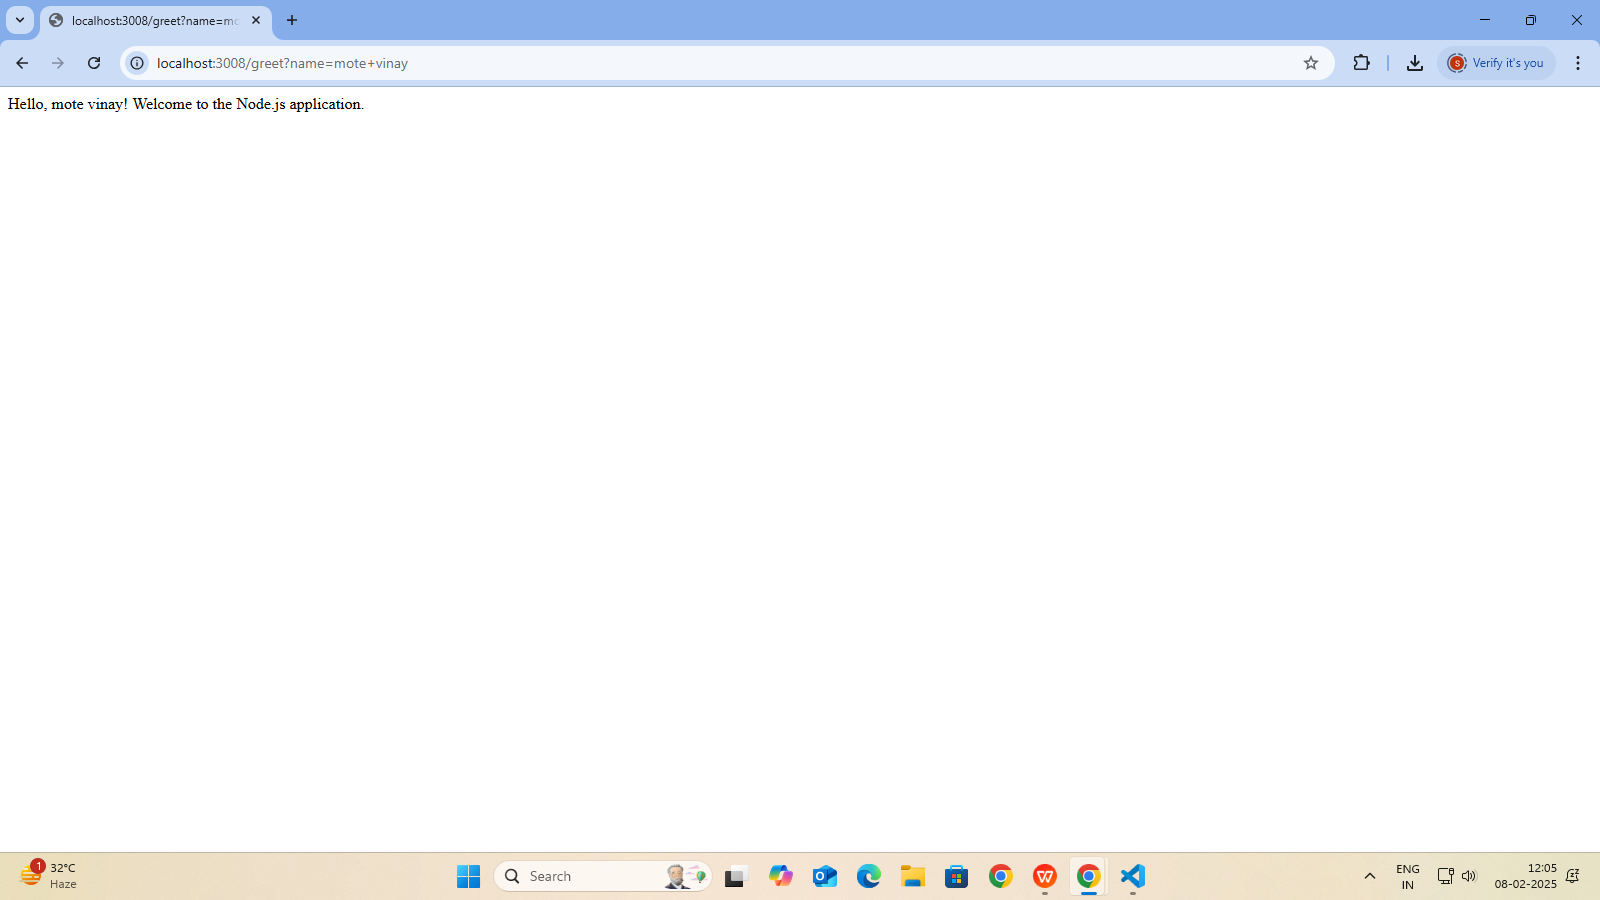 localhost:3008/greet?name=mo
localhost:3008/greet?name=mote+vinay
S
Verify it's you
Hello, mote vinay! Welcome to the Node.js application.
1
32°C
Haze
Search
ENG
IN
12:05
08-02-2025